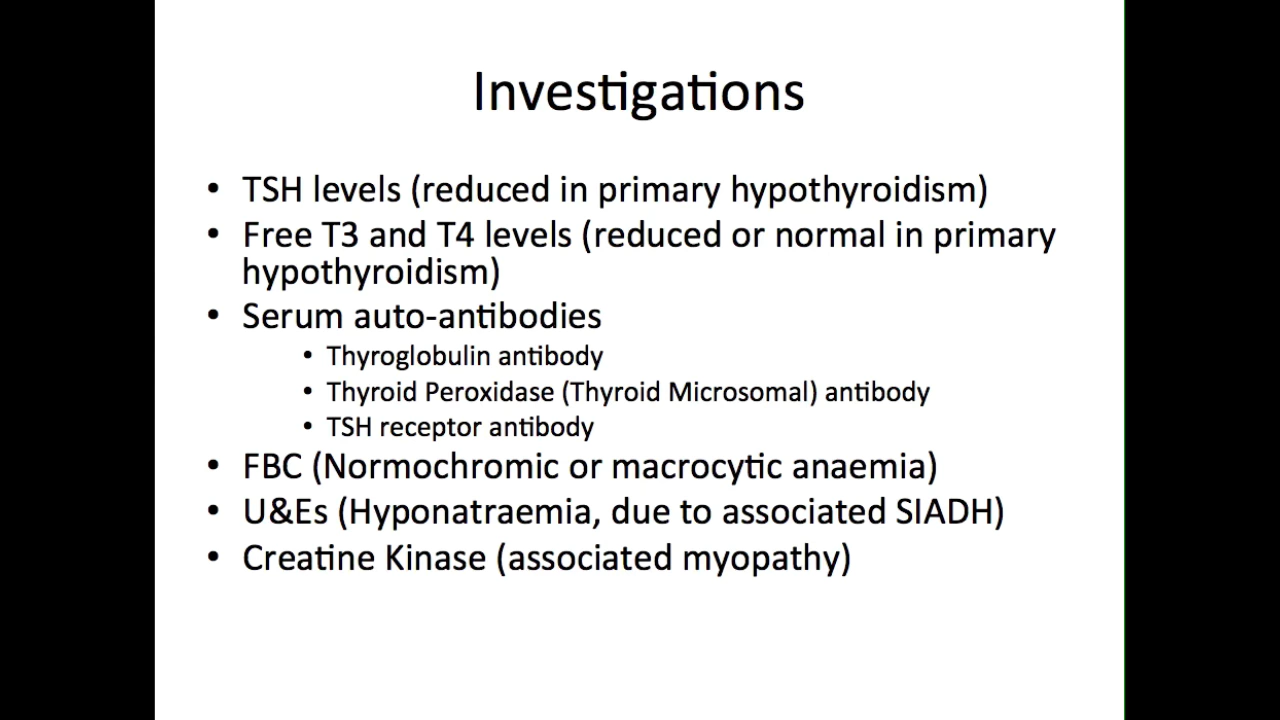 Investigations
• TSH levels (reduced in primary hypothyroidism)
• Free T3 and T4 levels (reduced or normal in primary
hypothyroidism)
• Serum auto-antibodies
• Thyroglobulin antibody
• Thyroid Peroxidase (Thyroid Microsomal) antibody
• TSH receptor antibody
• FBC (Normochromic or macrocytic anaemia)
• U&Es (Hyponatraemia, due to associated SIADH)
• Creatine Kinase (associated myopathy)